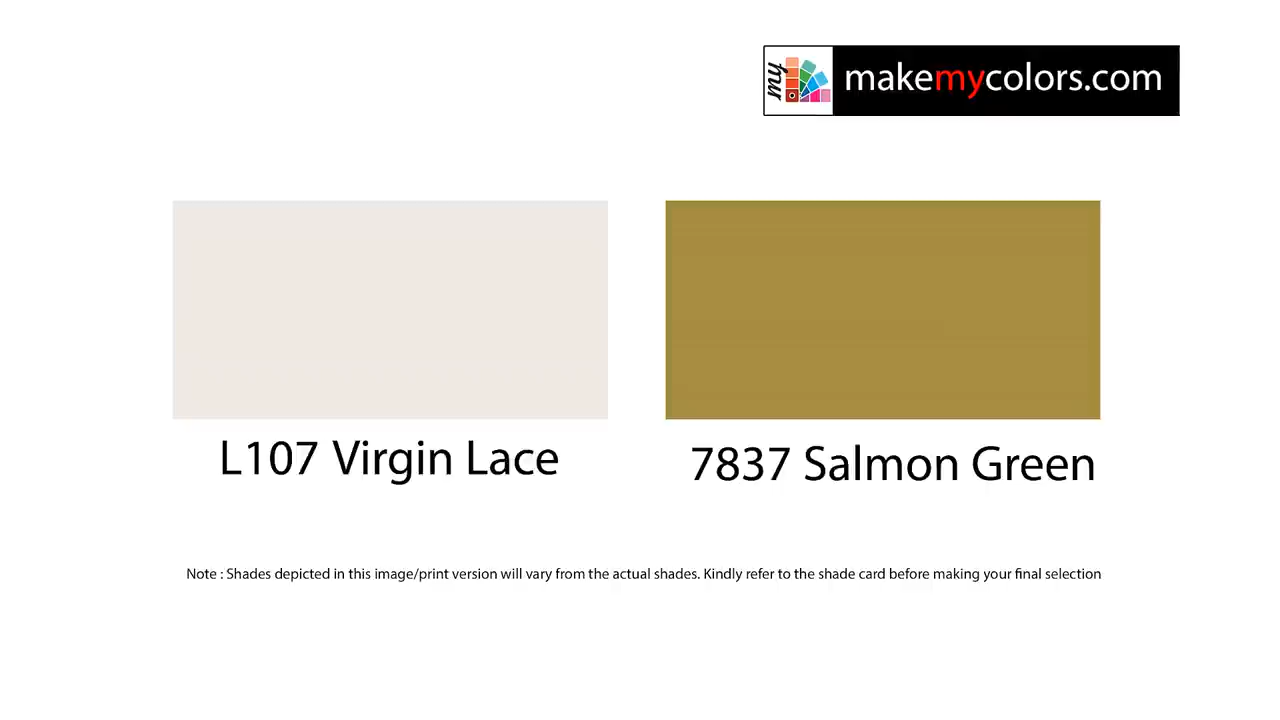 my
makemycolors.com
L107 Virgin Lace
7837 Salmon Green
Note : Shades depicted in this image/print version will vary from the actual shades. Kindly refer to the shade card before making your final selection